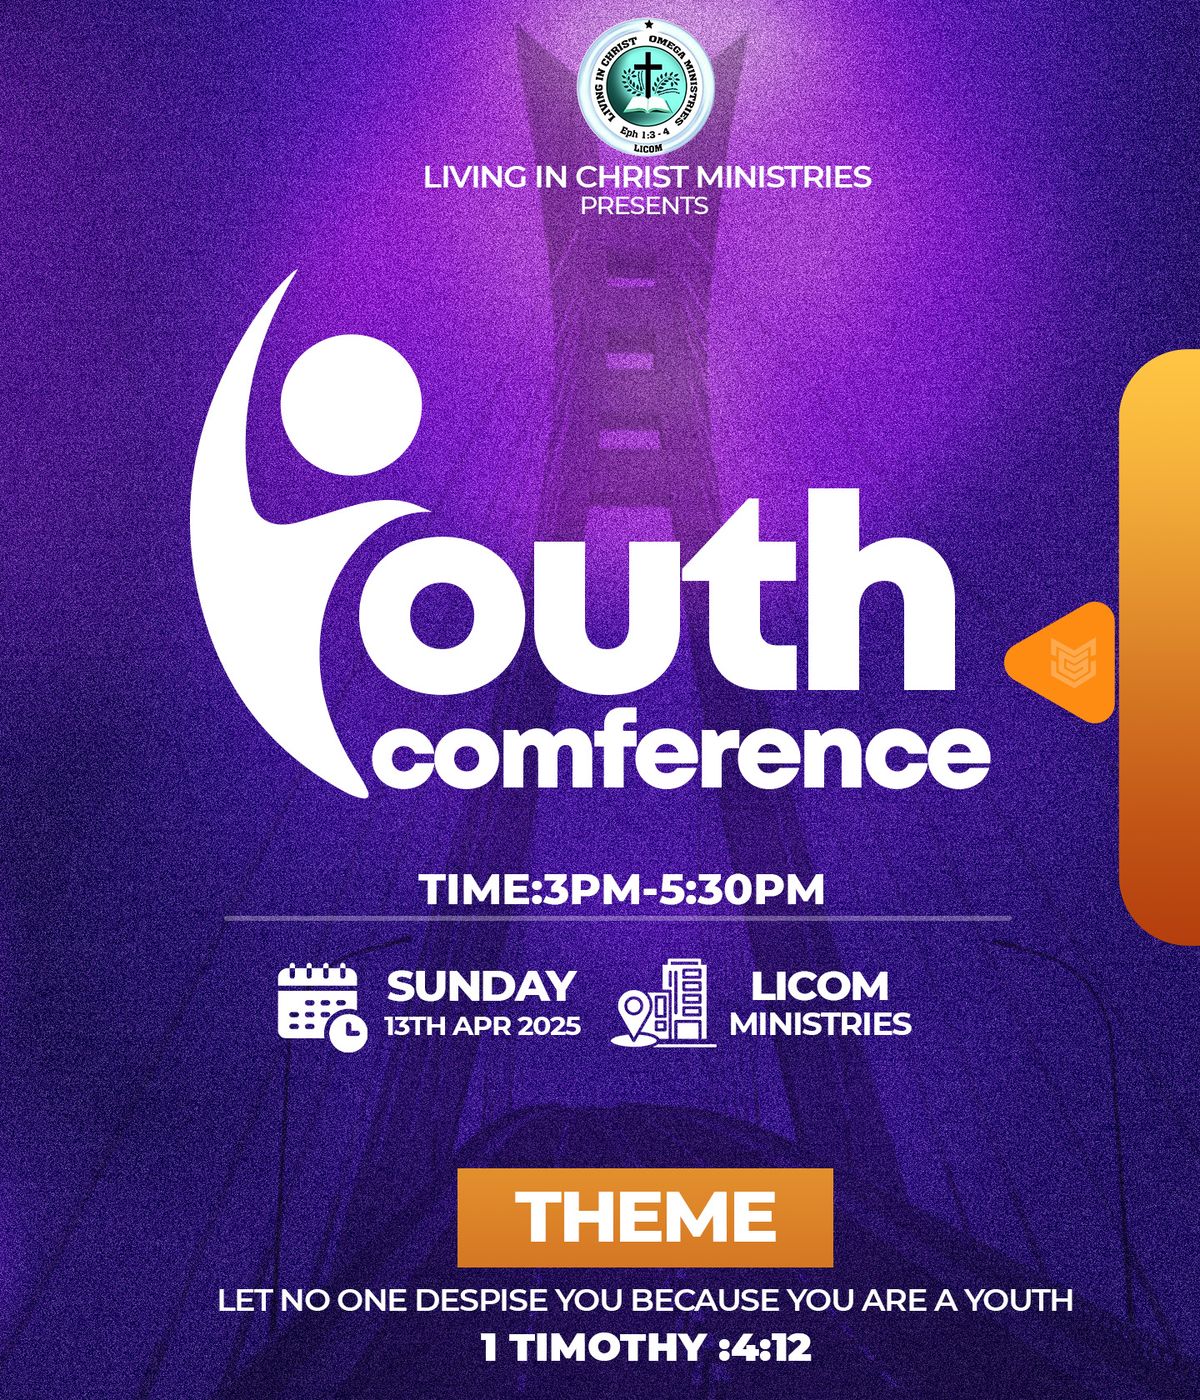 LIVING IN CHRIST OMEGA MINISTRIES
Eph 1:3-4
LICOM
LIVING IN CHRIST MINISTRIES
PRESENTS
Youth
comference
TIME:3PM-5:30PM
SUNDAY
13TH APR 2025
LICOM
MINISTRIES
THEME
LET NO ONE DESPISE YOU BECAUSE YOU ARE A YOUTH
1 TIMOTHY :4:12